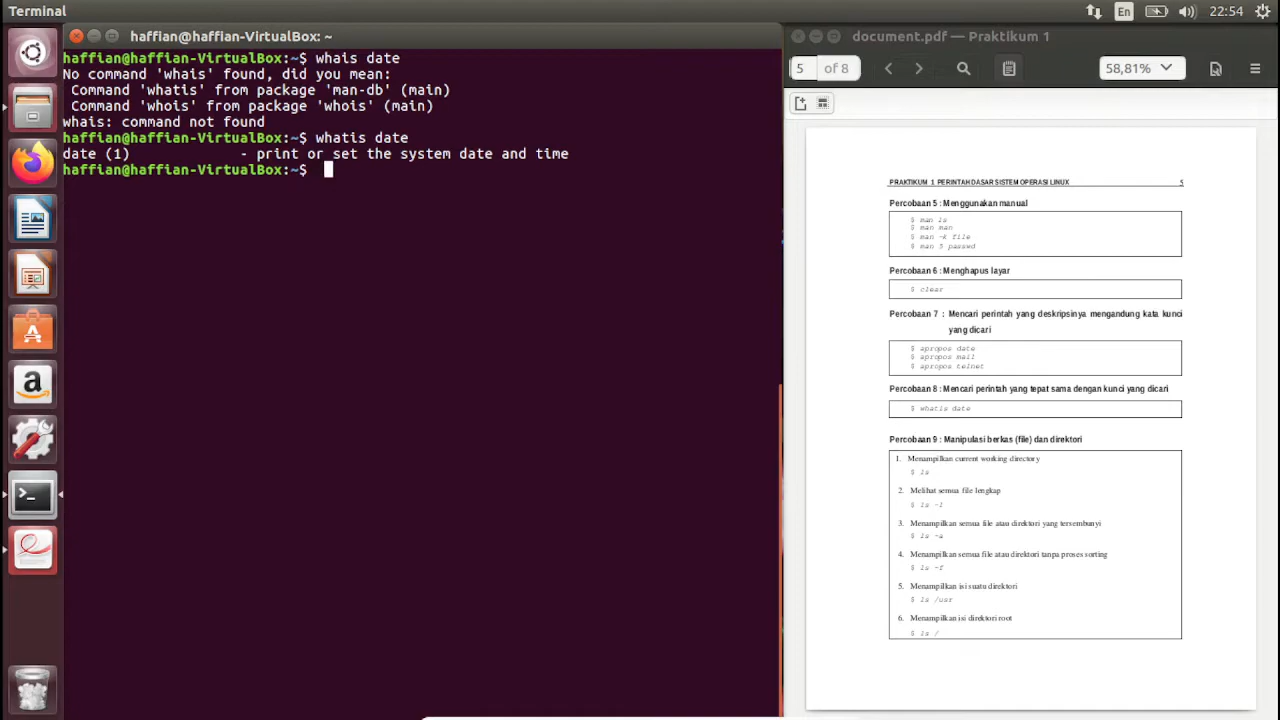 Terminal
En
22:54
haffian@haffian-VirtualBox: ~
haffian@haffian-VirtualBox:~$ whais date
No command 'whais' found, did you mean:
Command 'whatis' from package 'man-db' (main)
Command 'whois' from package 'whois' (main)
whais: command not found
haffian@haffian-VirtualBox:~$ whatis date
date (1) - print or set the system date and time
haffian@haffian-VirtualBox:~$
document.pdf — Praktikum 1
5 of 8
58,81%
PRAKTIKUM 1 PERINTAH DASAR SISTEM OPERASI LINUX 5
Percobaan 5 : Menggunakan manual
$ man ls
$ man man
$ man -k file
$ man 5 passwd
Percobaan 6 : Menghapus layar
$ clear
Percobaan 7 : Mencari perintah yang deskripsinya mengandung kata kunci
yang dicari
$ apropos date
$ apropos mail
$ apropos telnet
Percobaan 8 : Mencari perintah yang tepat sama dengan kunci yang dicari
$ whatis date
Percobaan 9 : Manipulasi berkas (file) dan direktori
1. Menampilkan current working directory
$ ls
2. Melihat semua file lengkap
$ ls -l
3. Menampilkan semua file atau direktori yang tersembunyi
$ ls -a
4. Menampilkan semua file atau direktori tanpa proses sorting
$ ls -f
5. Menampilkan isi suatu direktori
$ ls /usr
6. Menampilkan isi direktori root
$ ls /